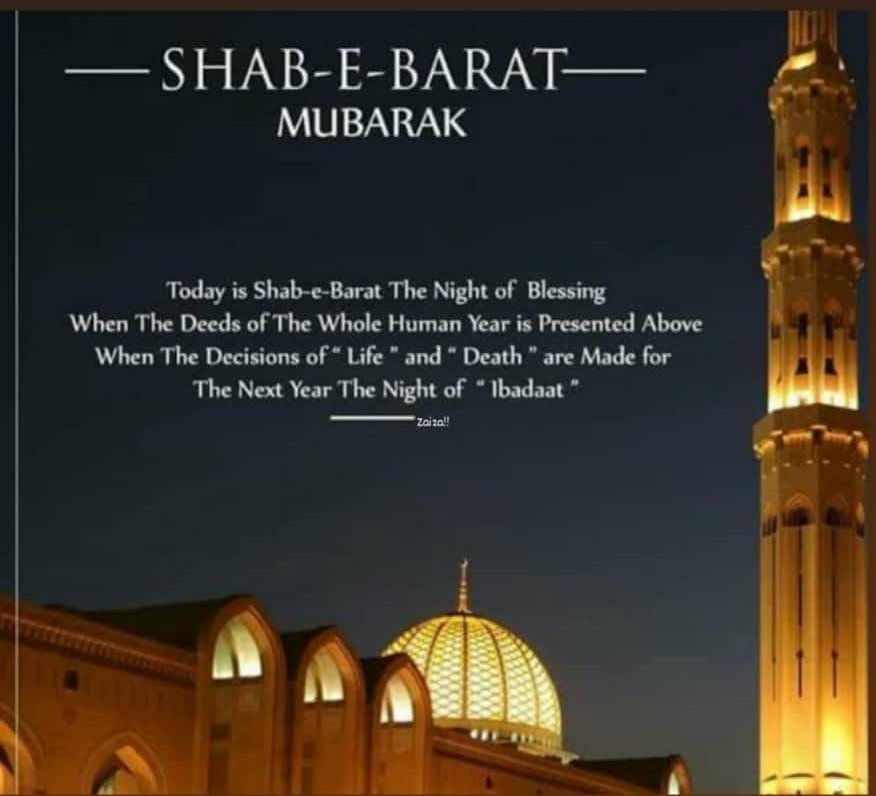 SHAB-E-BARAT
MUBARAK
Today is Shab-e-Barat The Night of Blessing
When The Deeds of The Whole Human Year is Presented Above
When The Decisions of “ Life ” and “ Death ” are Made for
The Next Year The Night of “ Ibadaat ”
Zaiza!!